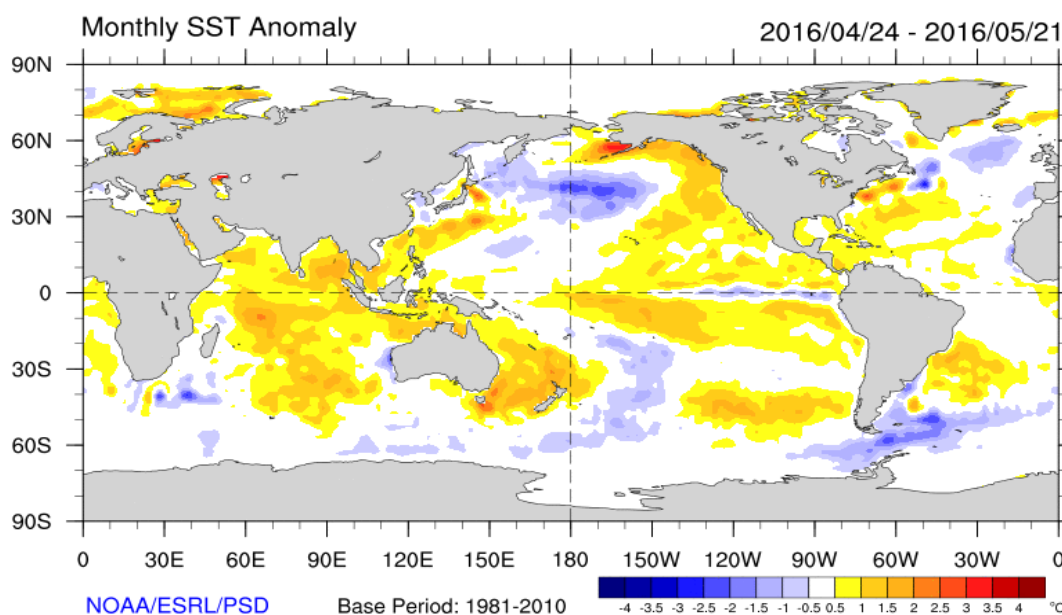 Monthly SST Anomaly 2016/04/24 - 2016/05/21
90N
60N
30N
0
30S
60S
90S
0 30E 60E 90E 120E 150E 180 150W 120W 90W 60W 30W 0
-4 -3.5 -3 -2.5 -2 -1.5 -1 -0.5 0.5 1 1.5 2 2.5 3 3.5 4 °C
NOAA/ESRL/PSD Base Period: 1981-2010